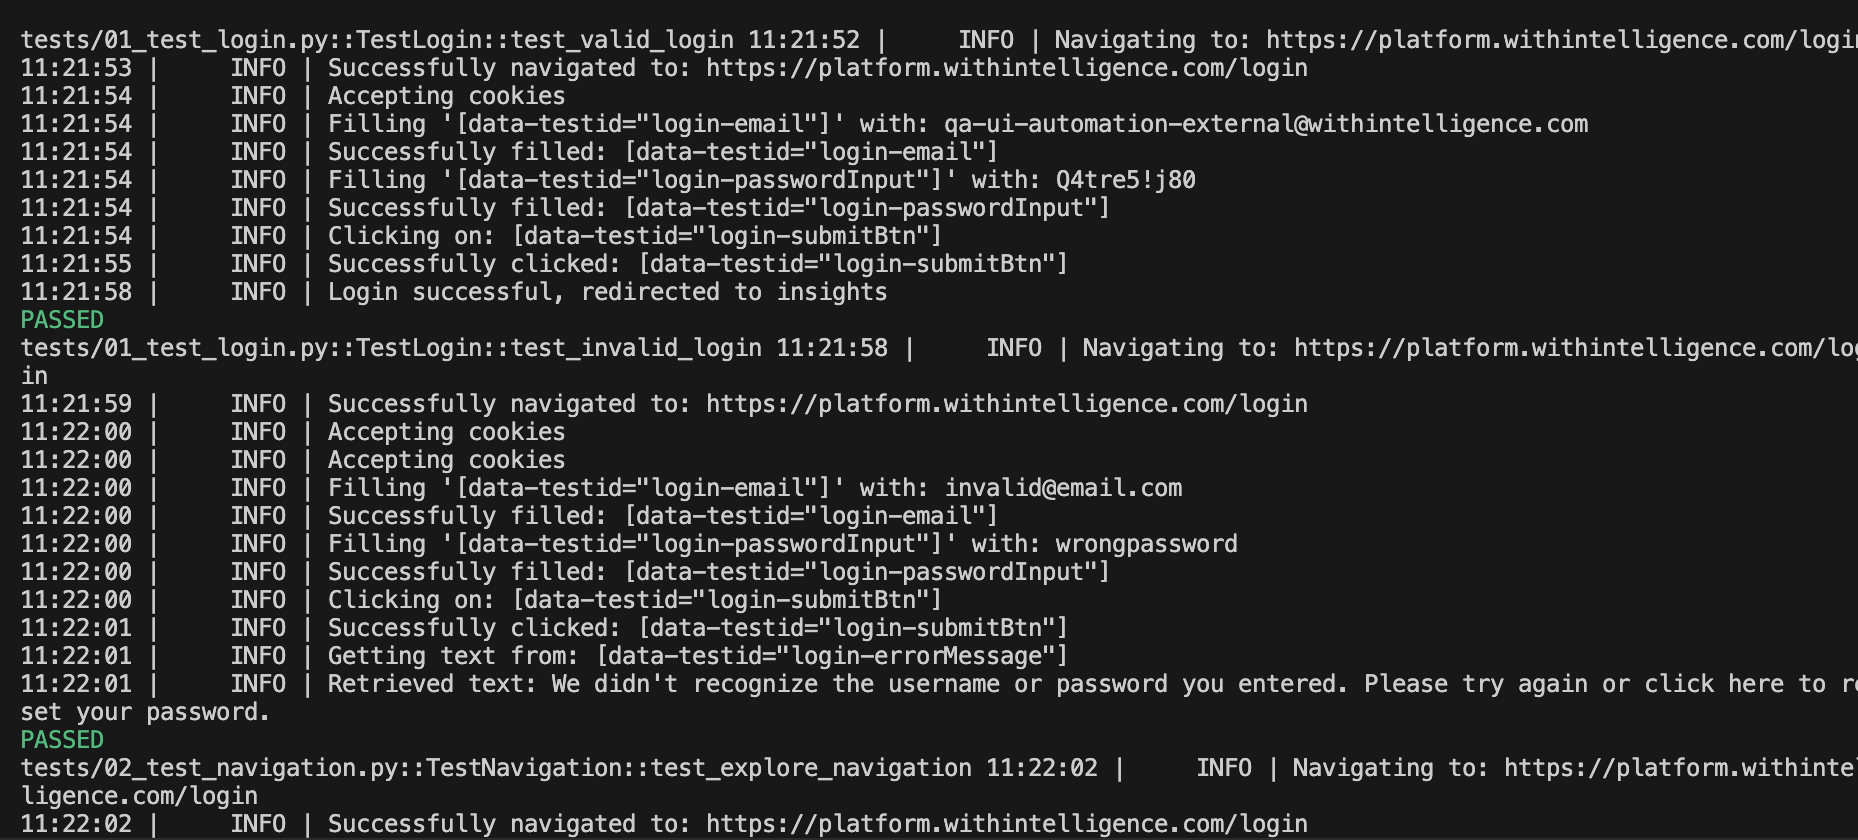 tests/01_test_login.py::TestLogin::test_valid_login 11:21:52 |     INFO | Navigating to: https://platform.withintelligence.com/login
11:21:53 |     INFO | Successfully navigated to: https://platform.withintelligence.com/login
11:21:54 |     INFO | Accepting cookies
11:21:54 |     INFO | Filling '[data-testid="login-email"]' with: qa-ui-automation-external@withintelligence.com
11:21:54 |     INFO | Successfully filled: [data-testid="login-email"]
11:21:54 |     INFO | Filling '[data-testid="login-passwordInput"]' with: Q4tre5!j80
11:21:54 |     INFO | Successfully filled: [data-testid="login-passwordInput"]
11:21:54 |     INFO | Clicking on: [data-testid="login-submitBtn"]
11:21:55 |     INFO | Successfully clicked: [data-testid="login-submitBtn"]
11:21:58 |     INFO | Login successful, redirected to insights
PASSED
tests/01_test_login.py::TestLogin::test_invalid_login 11:21:58 |     INFO | Navigating to: https://platform.withintelligence.com/log
in
11:21:59 |     INFO | Successfully navigated to: https://platform.withintelligence.com/login
11:22:00 |     INFO | Accepting cookies
11:22:00 |     INFO | Accepting cookies
11:22:00 |     INFO | Filling '[data-testid="login-email"]' with: invalid@email.com
11:22:00 |     INFO | Successfully filled: [data-testid="login-email"]
11:22:00 |     INFO | Filling '[data-testid="login-passwordInput"]' with: wrongpassword
11:22:00 |     INFO | Successfully filled: [data-testid="login-passwordInput"]
11:22:00 |     INFO | Clicking on: [data-testid="login-submitBtn"]
11:22:01 |     INFO | Successfully clicked: [data-testid="login-submitBtn"]
11:22:01 |     INFO | Getting text from: [data-testid="login-errorMessage"]
11:22:01 |     INFO | Retrieved text: We didn't recognize the username or password you entered. Please try again or click here to re
set your password.
PASSED
tests/02_test_navigation.py::TestNavigation::test_explore_navigation 11:22:02 |     INFO | Navigating to: https://platform.withintel
ligence.com/login
11:22:02 |     INFO | Successfully navigated to: https://platform.withintelligence.com/login